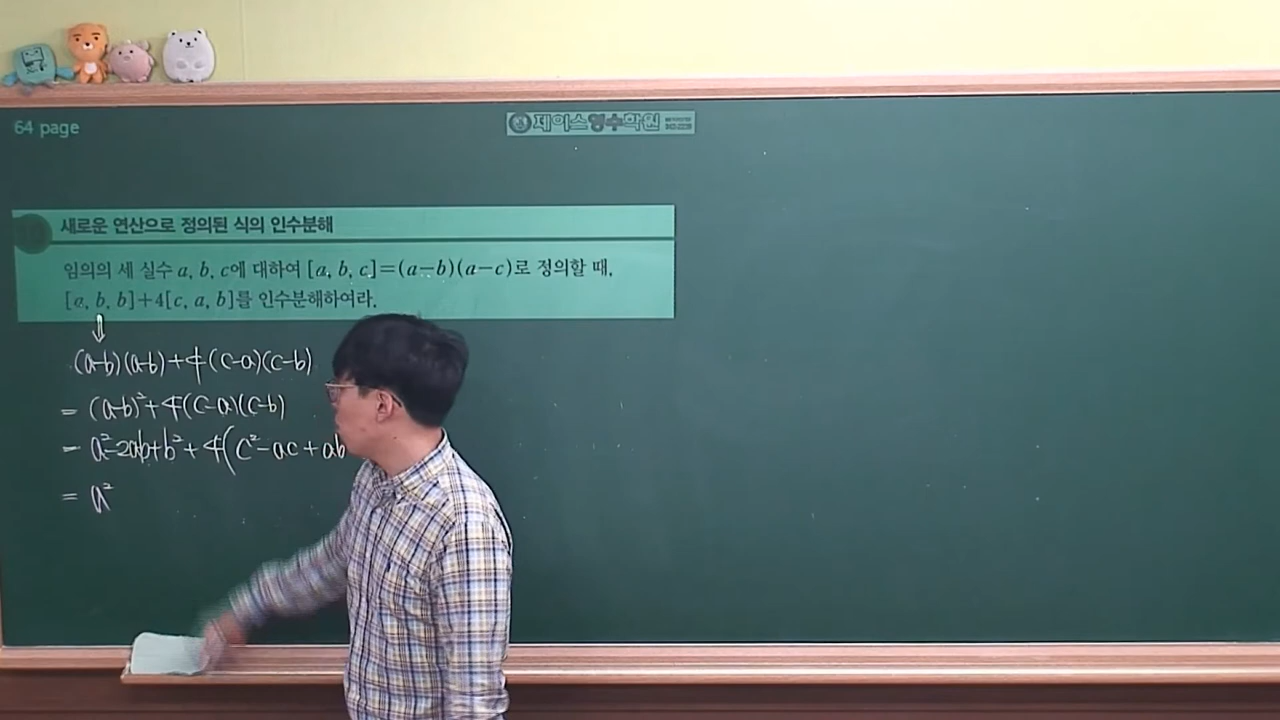 64 page
제이스영수학원
새로운 연산으로 정의된 식의 인수분해
임의의 세 실수 a, b, c에 대하여 [a, b, c]=(a-b)(a-c)로 정의할 때,
[a, b, b]+4[c, a, b]를 인수분해하여라.
(a-b)(a-b)+4(c-a)(c-b)
= (a-b)²+4(c-a)(c-b)
= a²-2ab+b²+4(c²-ac+ab
= a²